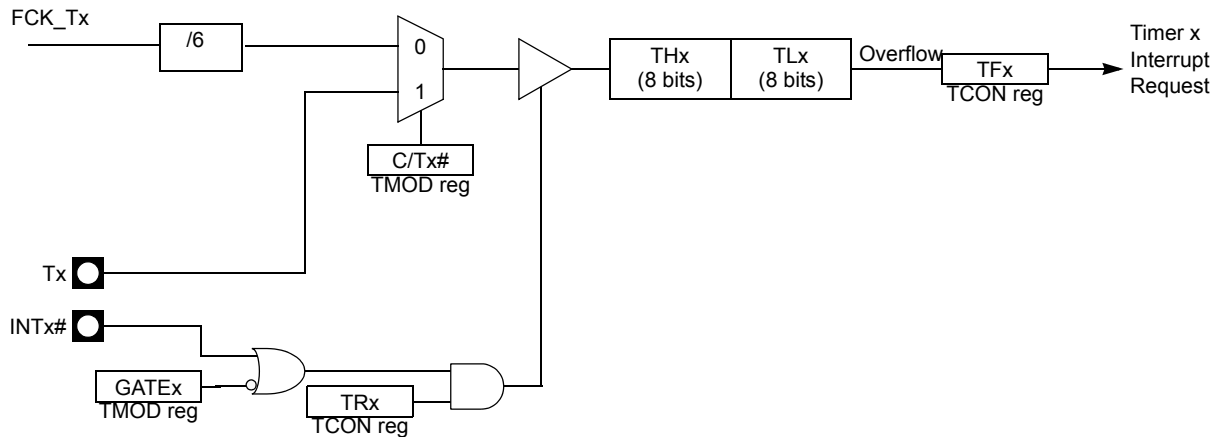 FCK_Tx
/6
0
1
THx
(8 bits)
TLx
(8 bits)
Overflow
TFx
TCON reg
Timer x
Interrupt
Request
C/Tx#
TMOD reg
Tx
INTx#
GATEx
TMOD reg
TRx
TCON reg